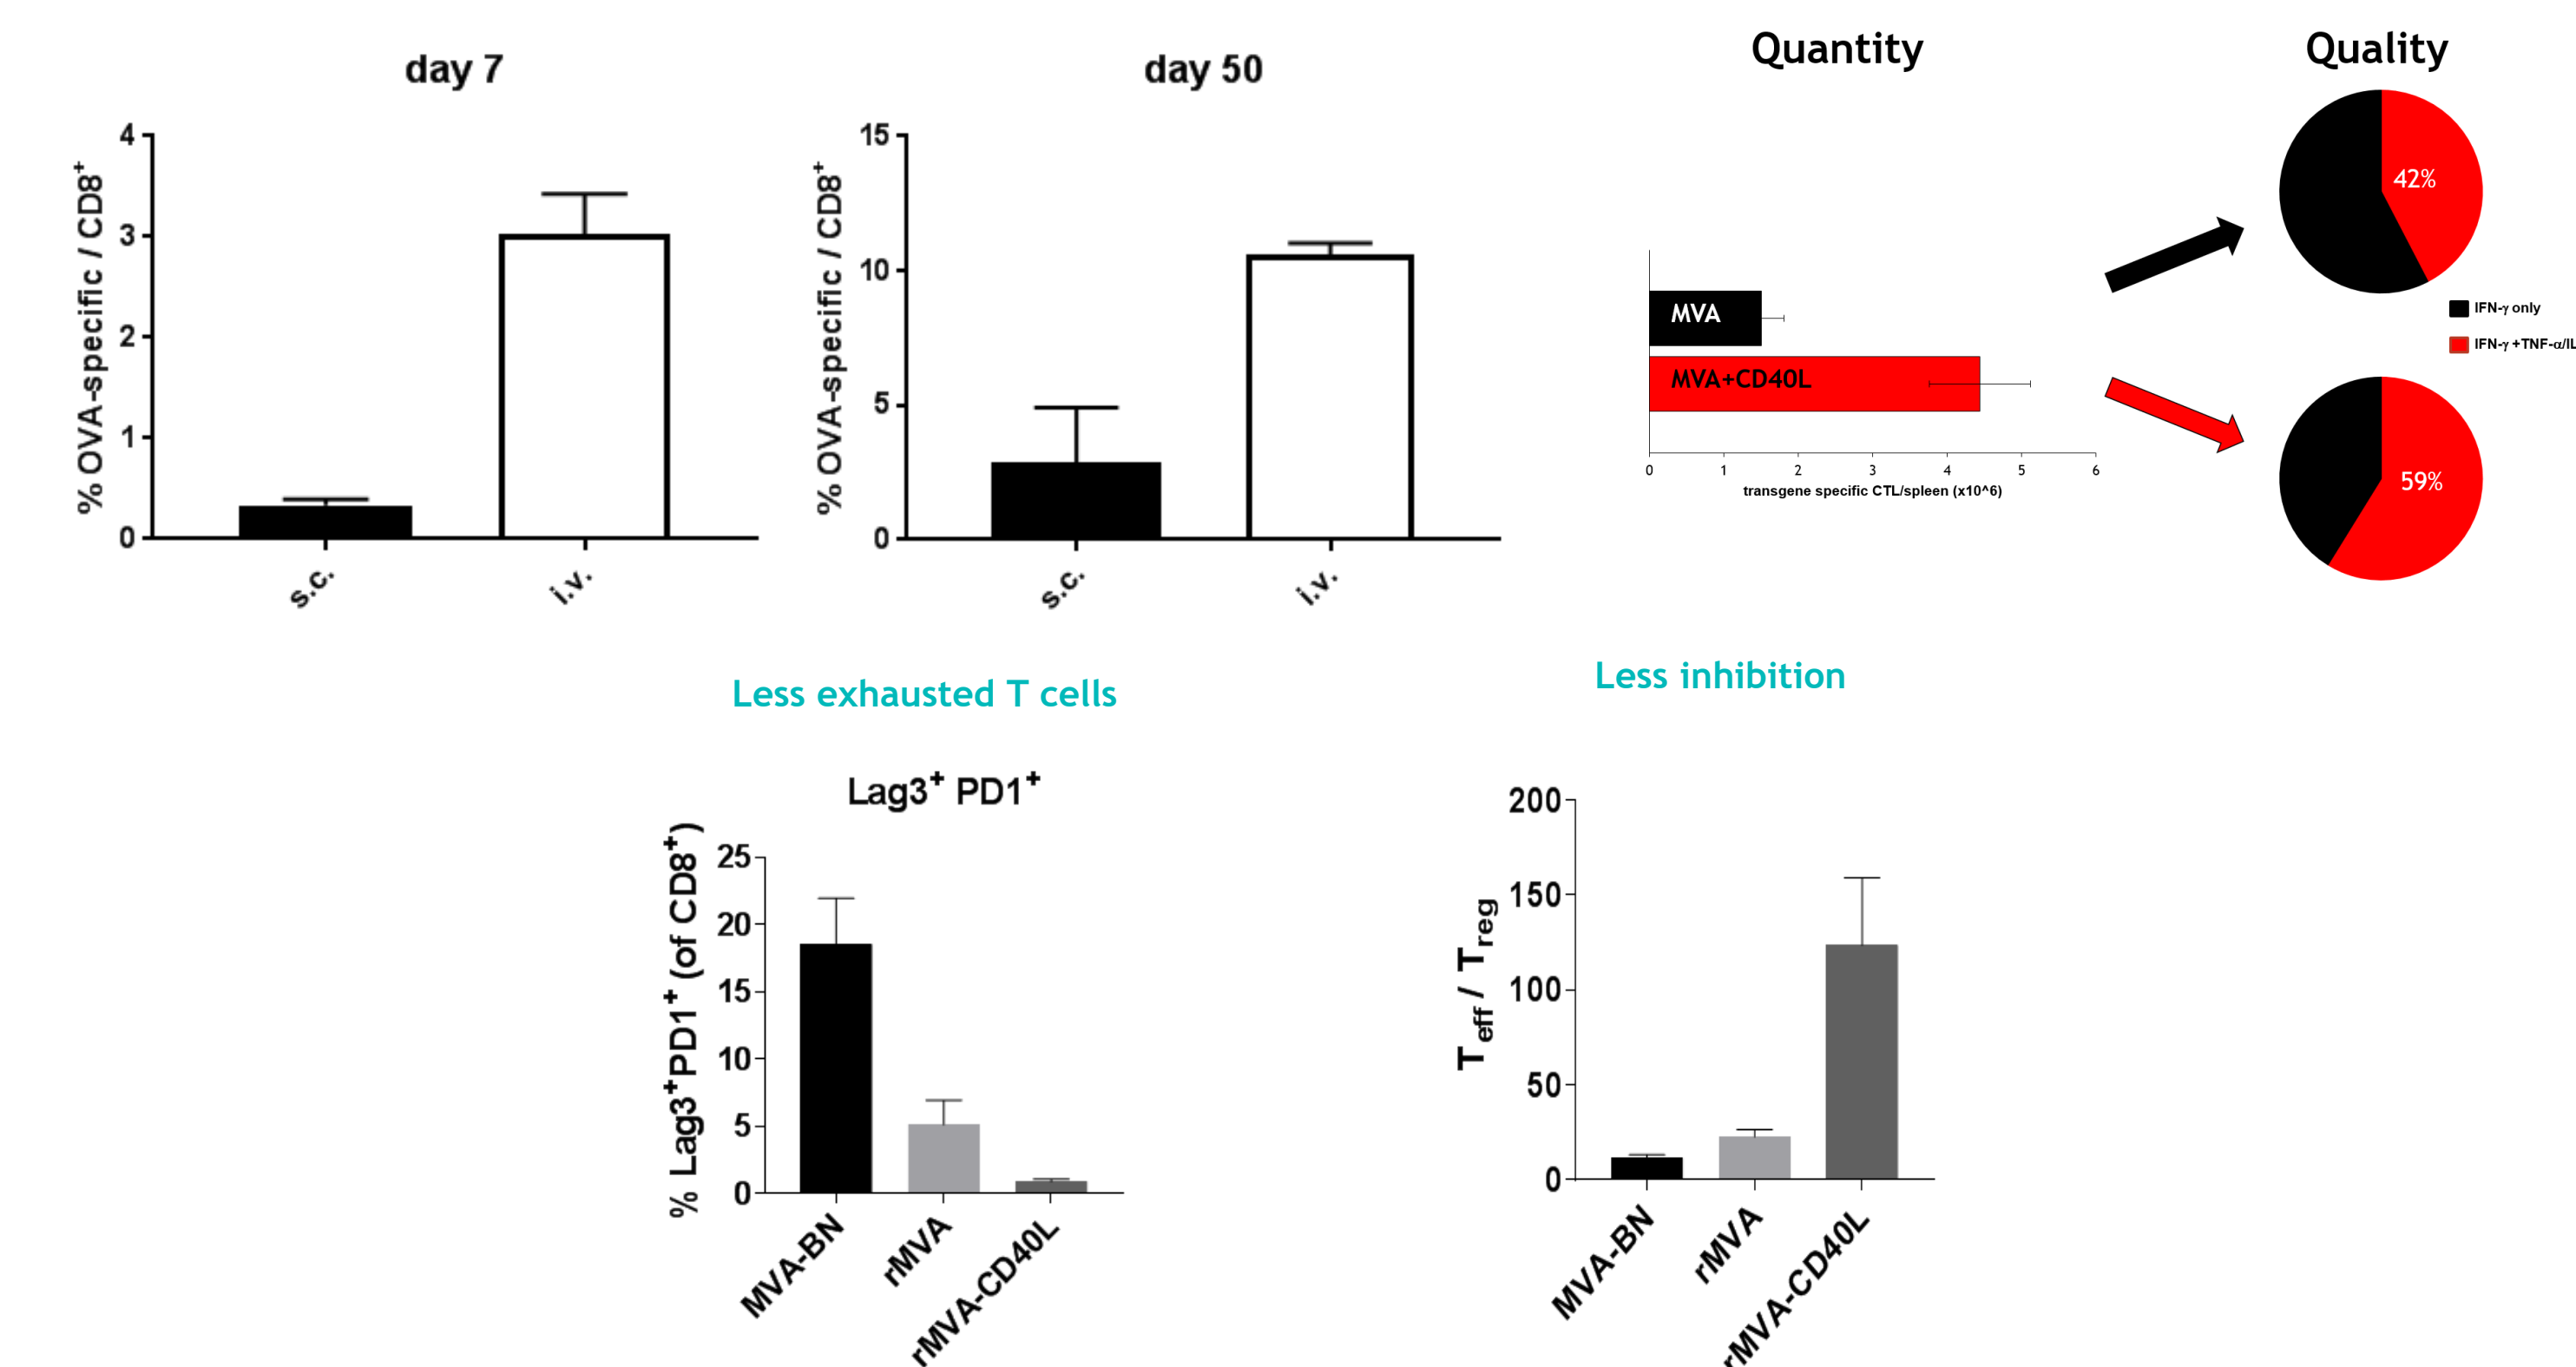 day 7
% OVA-specific / CD8⁺
4
3
2
1
0
s.c.
i.v.
day 50
% OVA-specific / CD8⁺
15
10
5
0
s.c.
i.v.
Quantity
MVA
MVA+CD40L
0 1 2 3 4 5 6
transgene specific CTL/spleen (x10^6)
Quality
42%
IFN-γ only
IFN-γ +TNF-α/IL
59%
Less exhausted T cells
Lag3⁺ PD1⁺
% Lag3⁺PD1⁺ (of CD8⁺)
25
20
15
10
5
0
MVA-BN
rMVA
rMVA-CD40L
Less inhibition
Teff / Treg
200
150
100
50
0
MVA-BN
rMVA
rMVA-CD40L